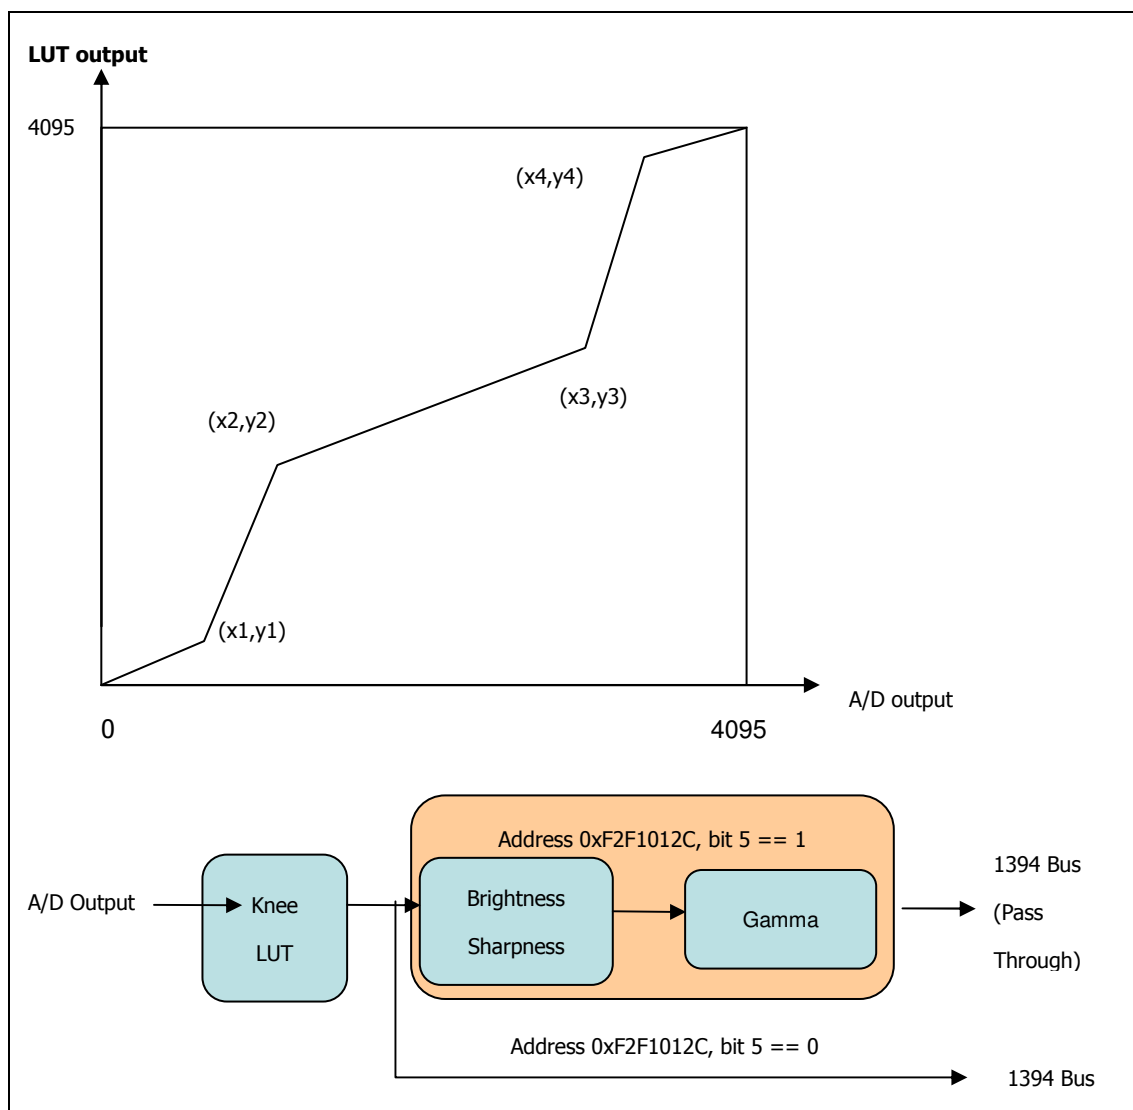 LUT output
4095
(x4,y4)
(x3,y3)
(x2,y2)
(x1,y1)
A/D output
0
4095
Address 0xF2F1012C, bit 5 == 1
1394 Bus
(Pass
Through)
A/D Output
Knee
LUT
Brightness
Sharpness
Gamma
Address 0xF2F1012C, bit 5 == 0
1394 Bus